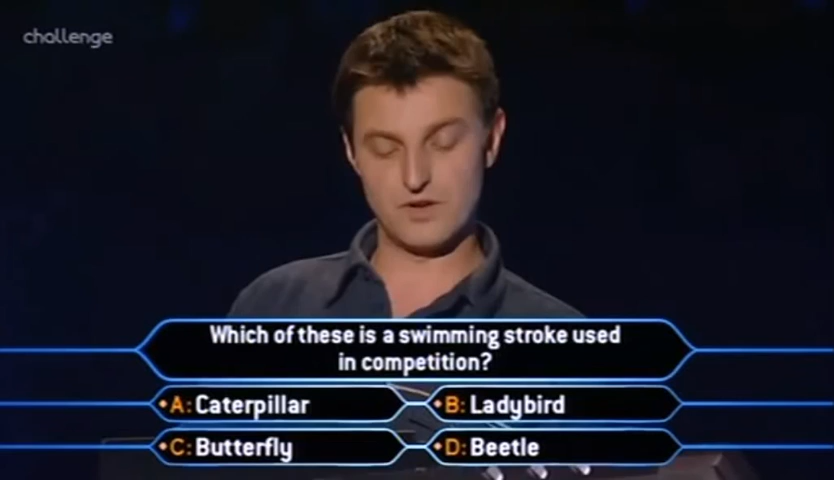 challenge
Which of these is a swimming stroke used
in competition?
A: Caterpillar
B: Ladybird
C: Butterfly
D: Beetle